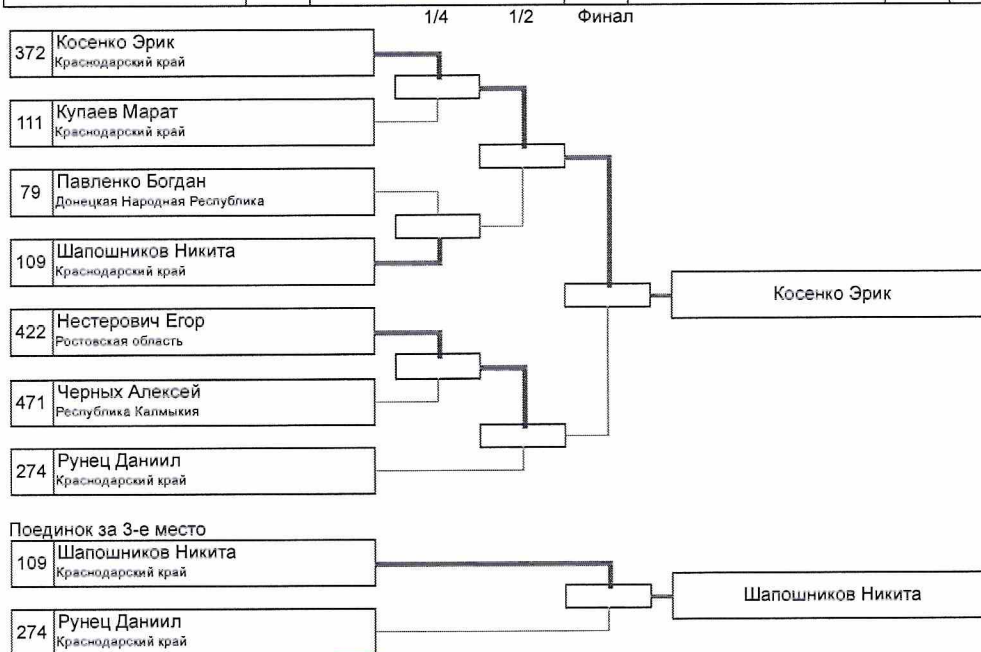 1/4 1/2 Финал
372 Косенко Эрик
Краснодарский край
111 Купаев Марат
Краснодарский край
79 Павленко Богдан
Донецкая Народная Республика
109 Шапошников Никита
Краснодарский край
Косенко Эрик
422 Нестерович Егор
Ростовская область
471 Черных Алексей
Республика Калмыкия
274 Рунец Даниил
Краснодарский край
Поединок за 3-е место
109 Шапошников Никита
Краснодарский край
Шапошников Никита
274 Рунец Даниил
Краснодарский край